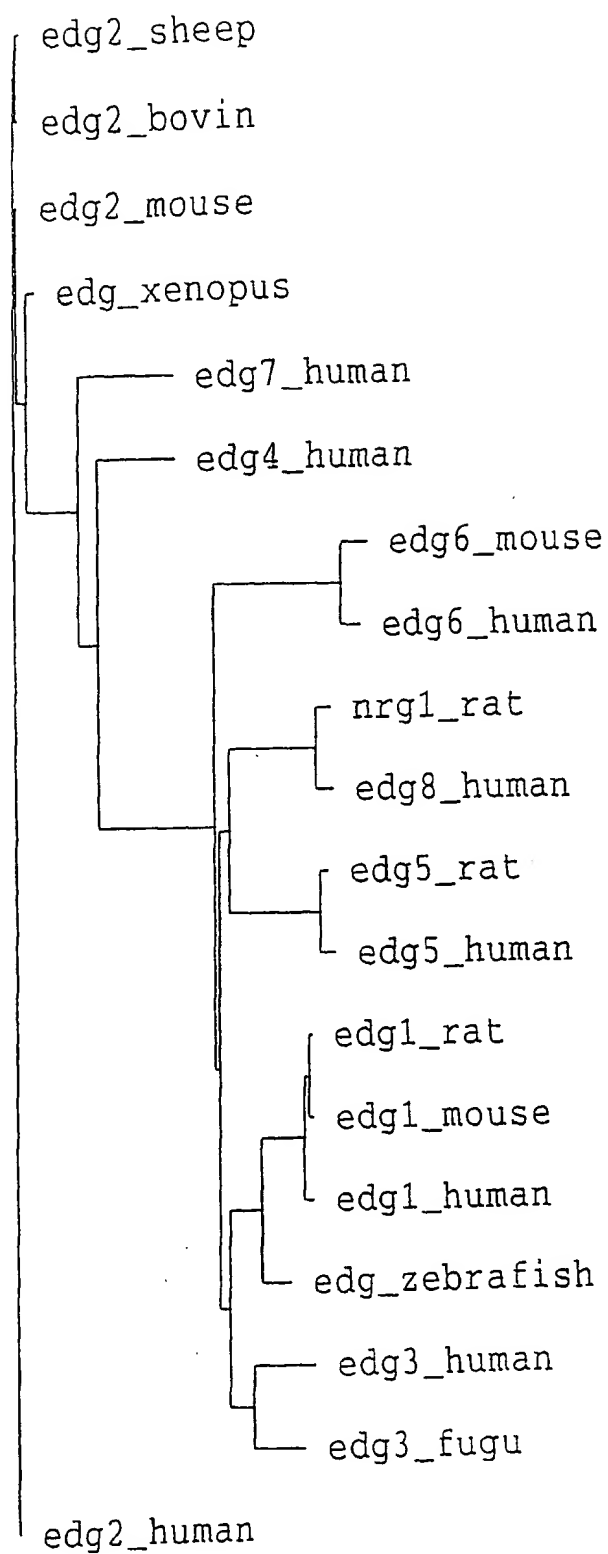 edg2_sheep
edg2_bovin
edg2_mouse
edg_xenopus
edg7_human
edg4_human
edg6_mouse
edg6_human
nrg1_rat
edg8_human
edg5_rat
edg5_human
edg1_rat
edg1_mouse
edg1_human
edg_zebrafish
edg3_human
edg3_fugu
edg2_human